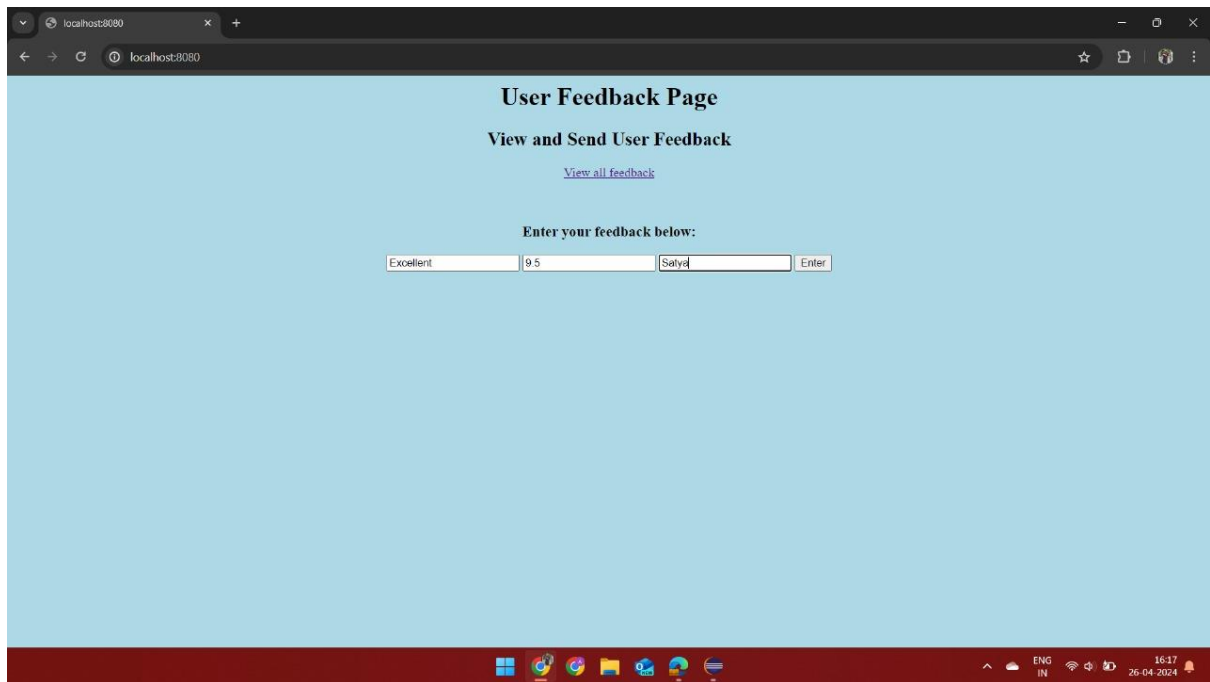 localhost:8080
localhost:8080
User Feedback Page
View and Send User Feedback
View all feedback
Enter your feedback below:
Excellent 9.5 Satya Enter
ENG 16:17
IN 26-04-2024